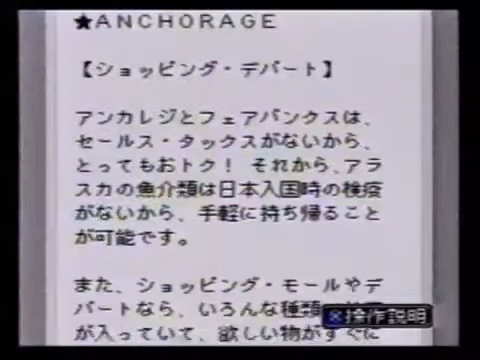 ★ANCHORAGE
【ショッピング・デパート】
アンカレジとフェアバンクスは、
セールス・タックスがないから、
とってもおトク! それから、アラ
スカの魚介類は日本入国時の検疫
がないから、手軽に持ち帰ること
が可能です。
また、ショッピング・モールやデ
パートなら、いろんな種類
※操作説明
が入っていて、欲しい物がすぐに